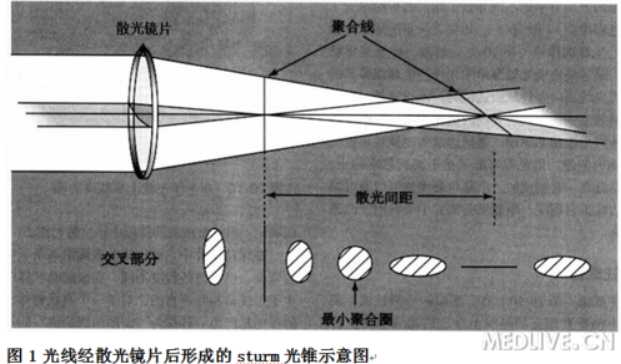 散光镜片
聚合线
散光间距
交叉部分
最小聚合圈
MEDLIVE.CN
图 1 光线经散光镜片后形成的 sturm 光锥示意图